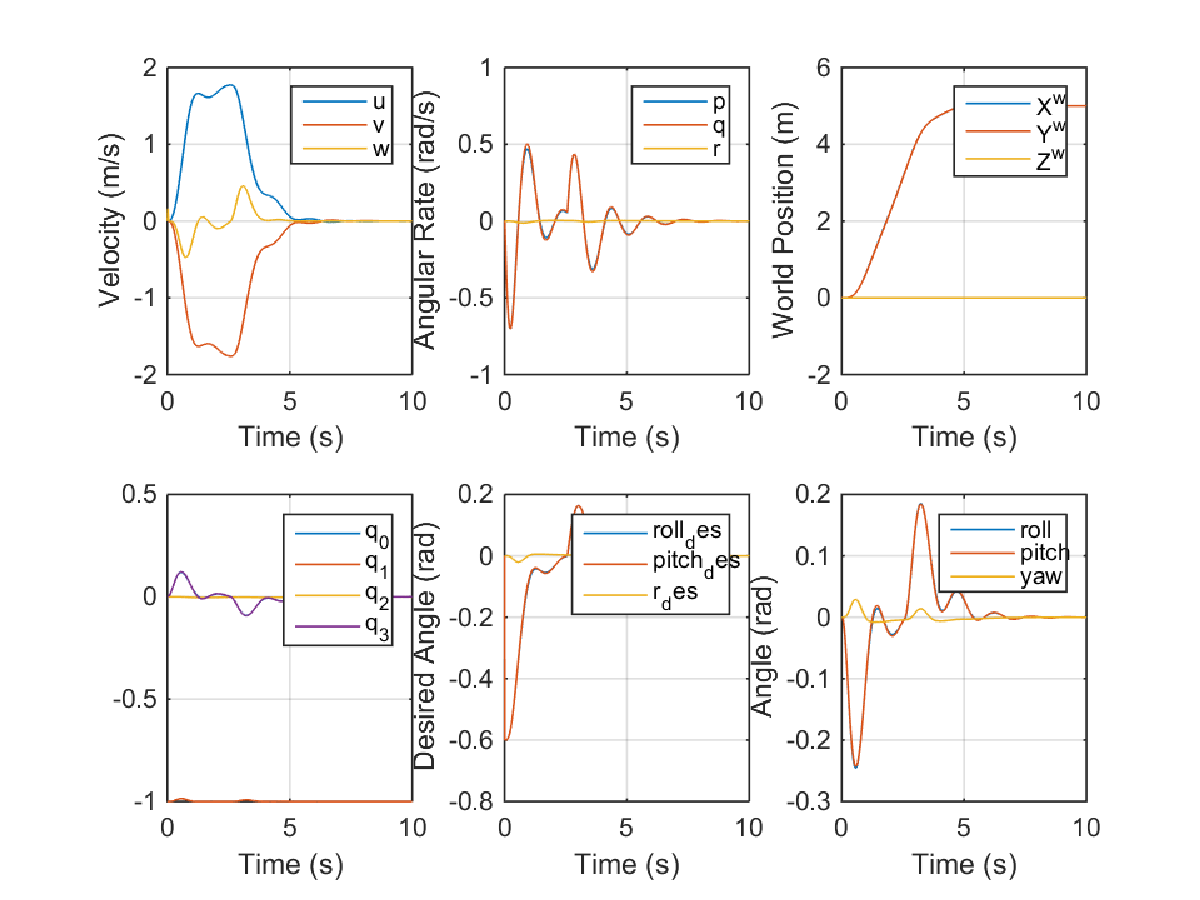 2
1
0
-1
-2
0
5
10
Velocity (m/s)
Time (s)
u
v
w
1
0.5
0
-0.5
-1
0
5
10
Angular Rate (rad/s)
Time (s)
p
q
r
6
4
2
0
-2
0
5
10
World Position (m)
Time (s)
X^w
Y^w
Z^w
0.5
0
-0.5
-1
0
5
10
Time (s)
q_0
q_1
q_2
q_3
0.2
0
-0.2
-0.4
-0.6
-0.8
0
5
10
Desired Angle (rad)
Time (s)
roll_des
pitch_des
r_des
0.2
0.1
0
-0.1
-0.2
-0.3
0
5
10
Angle (rad)
Time (s)
roll
pitch
yaw